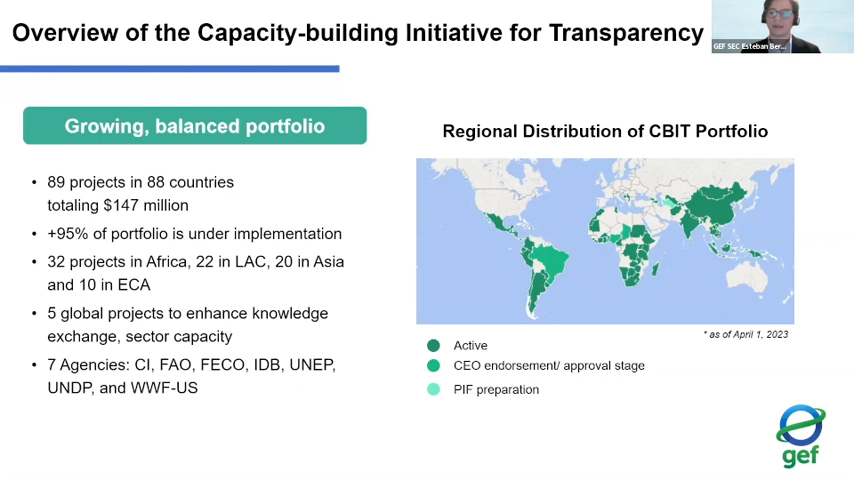 Overview of the Capacity-building Initiative for Transparency
GEF SEC Esteban Ber...
Growing, balanced portfolio
• 89 projects in 88 countries
totaling $147 million
• +95% of portfolio is under implementation
• 32 projects in Africa, 22 in LAC, 20 in Asia
and 10 in ECA
• 5 global projects to enhance knowledge
exchange, sector capacity
• 7 Agencies: CI, FAO, FECO, IDB, UNEP,
UNDP, and WWF-US
Regional Distribution of CBIT Portfolio
* as of April 1, 2023
Active
CEO endorsement/ approval stage
PIF preparation
gef